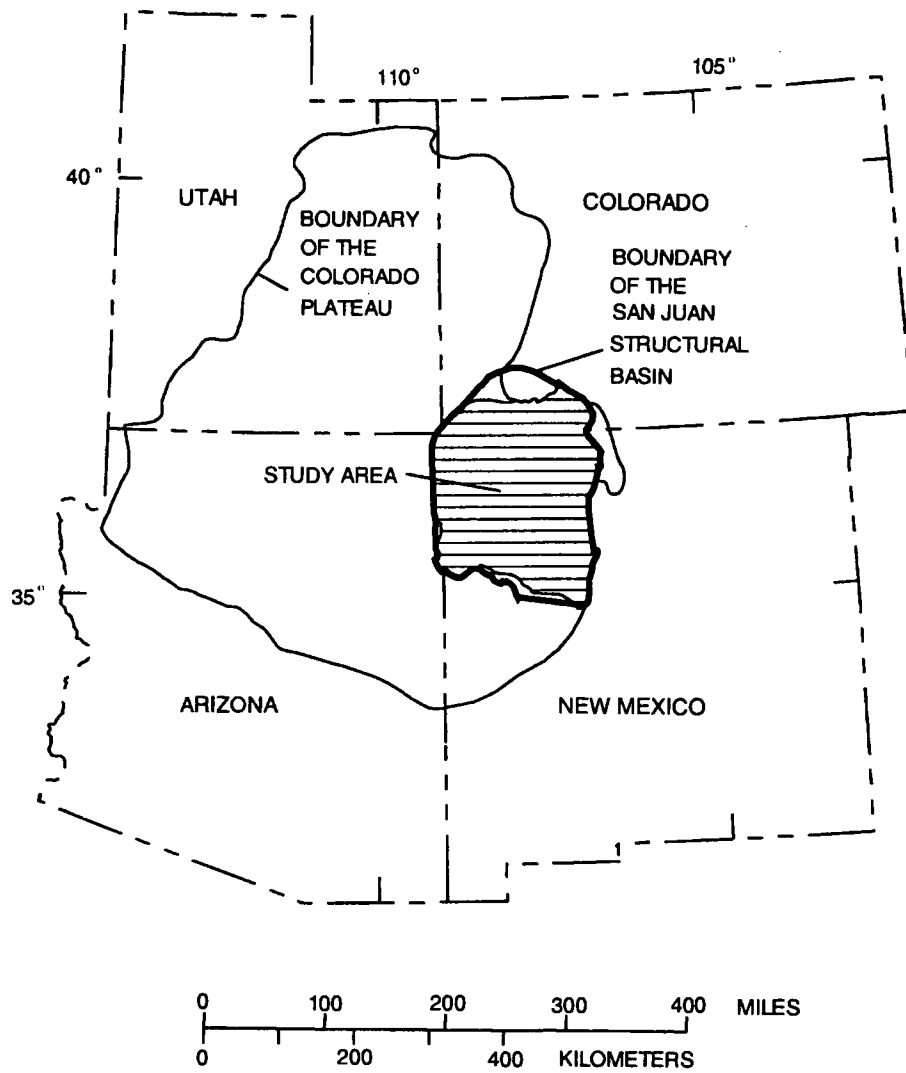 110°
105"
40°
UTAH
COLORADO
BOUNDARY
OF THE
COLORADO
PLATEAU
BOUNDARY
OF THE
SAN JUAN
STRUCTURAL
BASIN
STUDY AREA
35"
ARIZONA
NEW MEXICO
0 100 200 300 400 MILES
0 200 400 KILOMETERS